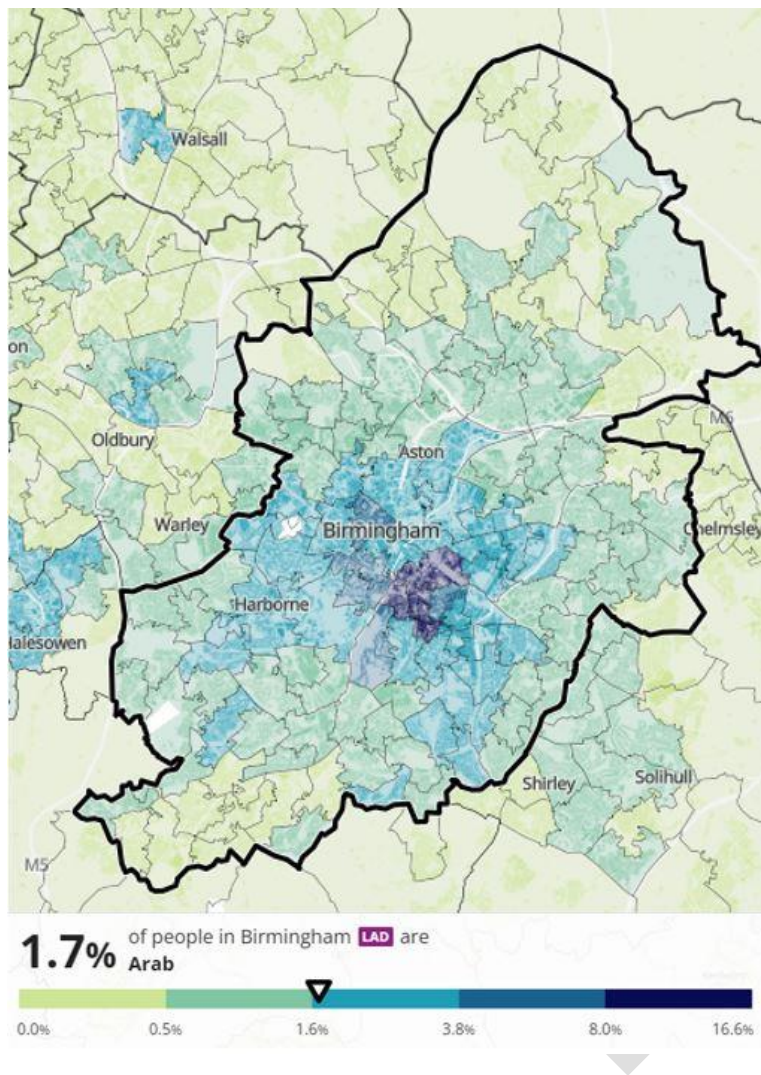 Walsall
on
Oldbury
M6
Aston
Warley
Birmingham
Chelmsley
Harborne
Halesowen
Shirley
Solihull
M5
1.7% of people in Birmingham LAD are
Arab
0.0% 0.5% 1.6% 3.8% 8.0% 16.6%